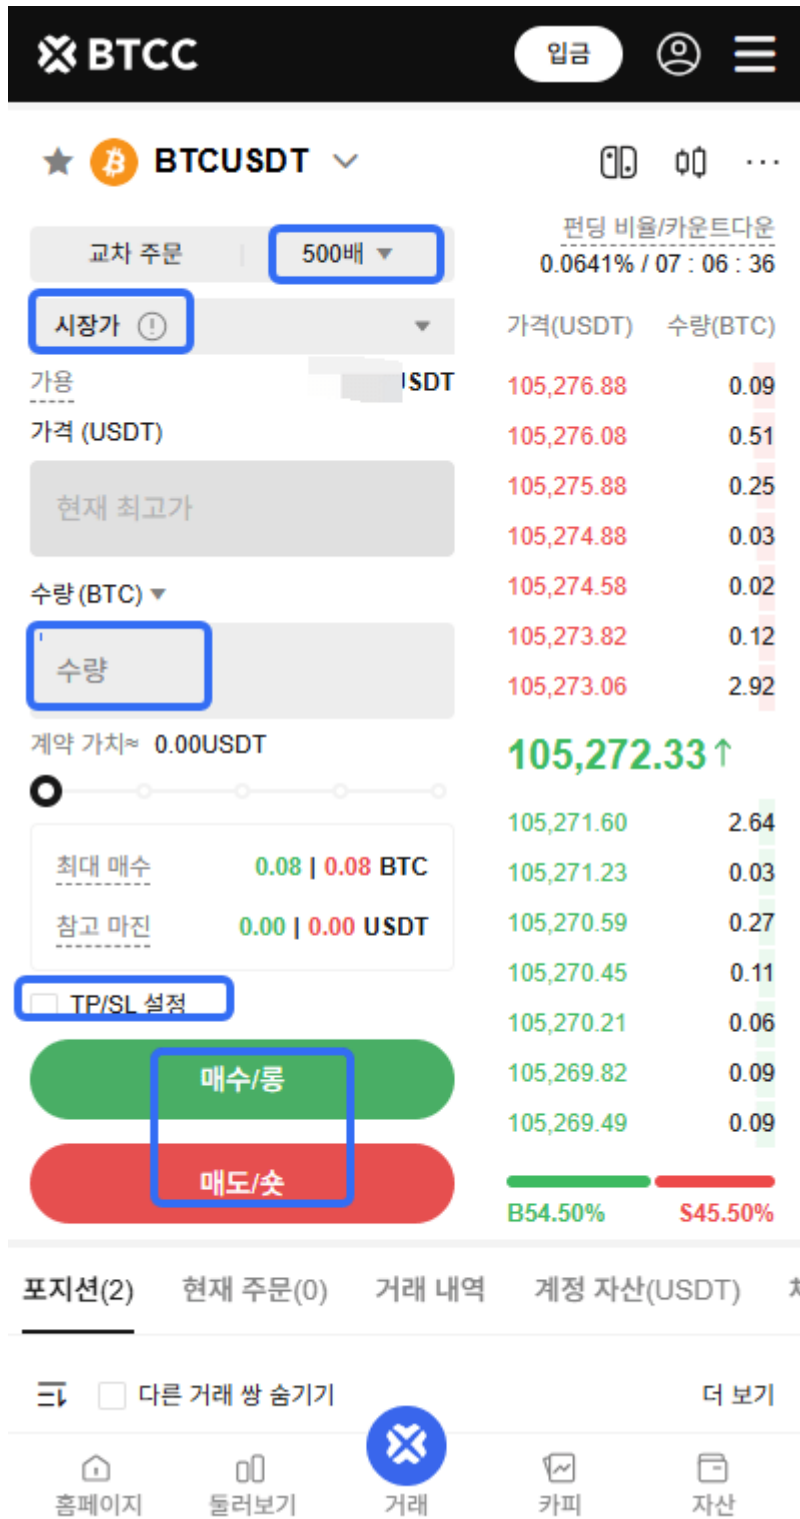 BTCC
입금
BTCUSDT
교차 주문
500배
펀딩 비율/카운트다운
0.0641% / 07 : 06 : 36
시장가
가용
SDT
가격 (USDT)
현재 최고가
수량 (BTC)
수량
계약 가치≈ 0.00USDT
최대 매수 0.08 | 0.08 BTC
참고 마진 0.00 | 0.00 USDT
TP/SL 설정
매수/롱
매도/숏
가격(USDT) 수량(BTC)
105,276.88 0.09
105,276.08 0.51
105,275.88 0.25
105,274.88 0.03
105,274.58 0.02
105,273.82 0.12
105,273.06 2.92
105,272.33↑
105,271.60 2.64
105,271.23 0.03
105,270.59 0.27
105,270.45 0.11
105,270.21 0.06
105,269.82 0.09
105,269.49 0.09
B54.50% S45.50%
포지션(2) 현재 주문(0) 거래 내역 계정 자산(USDT)
다른 거래 쌍 숨기기 더 보기
홈페이지 둘러보기 거래 카피 자산